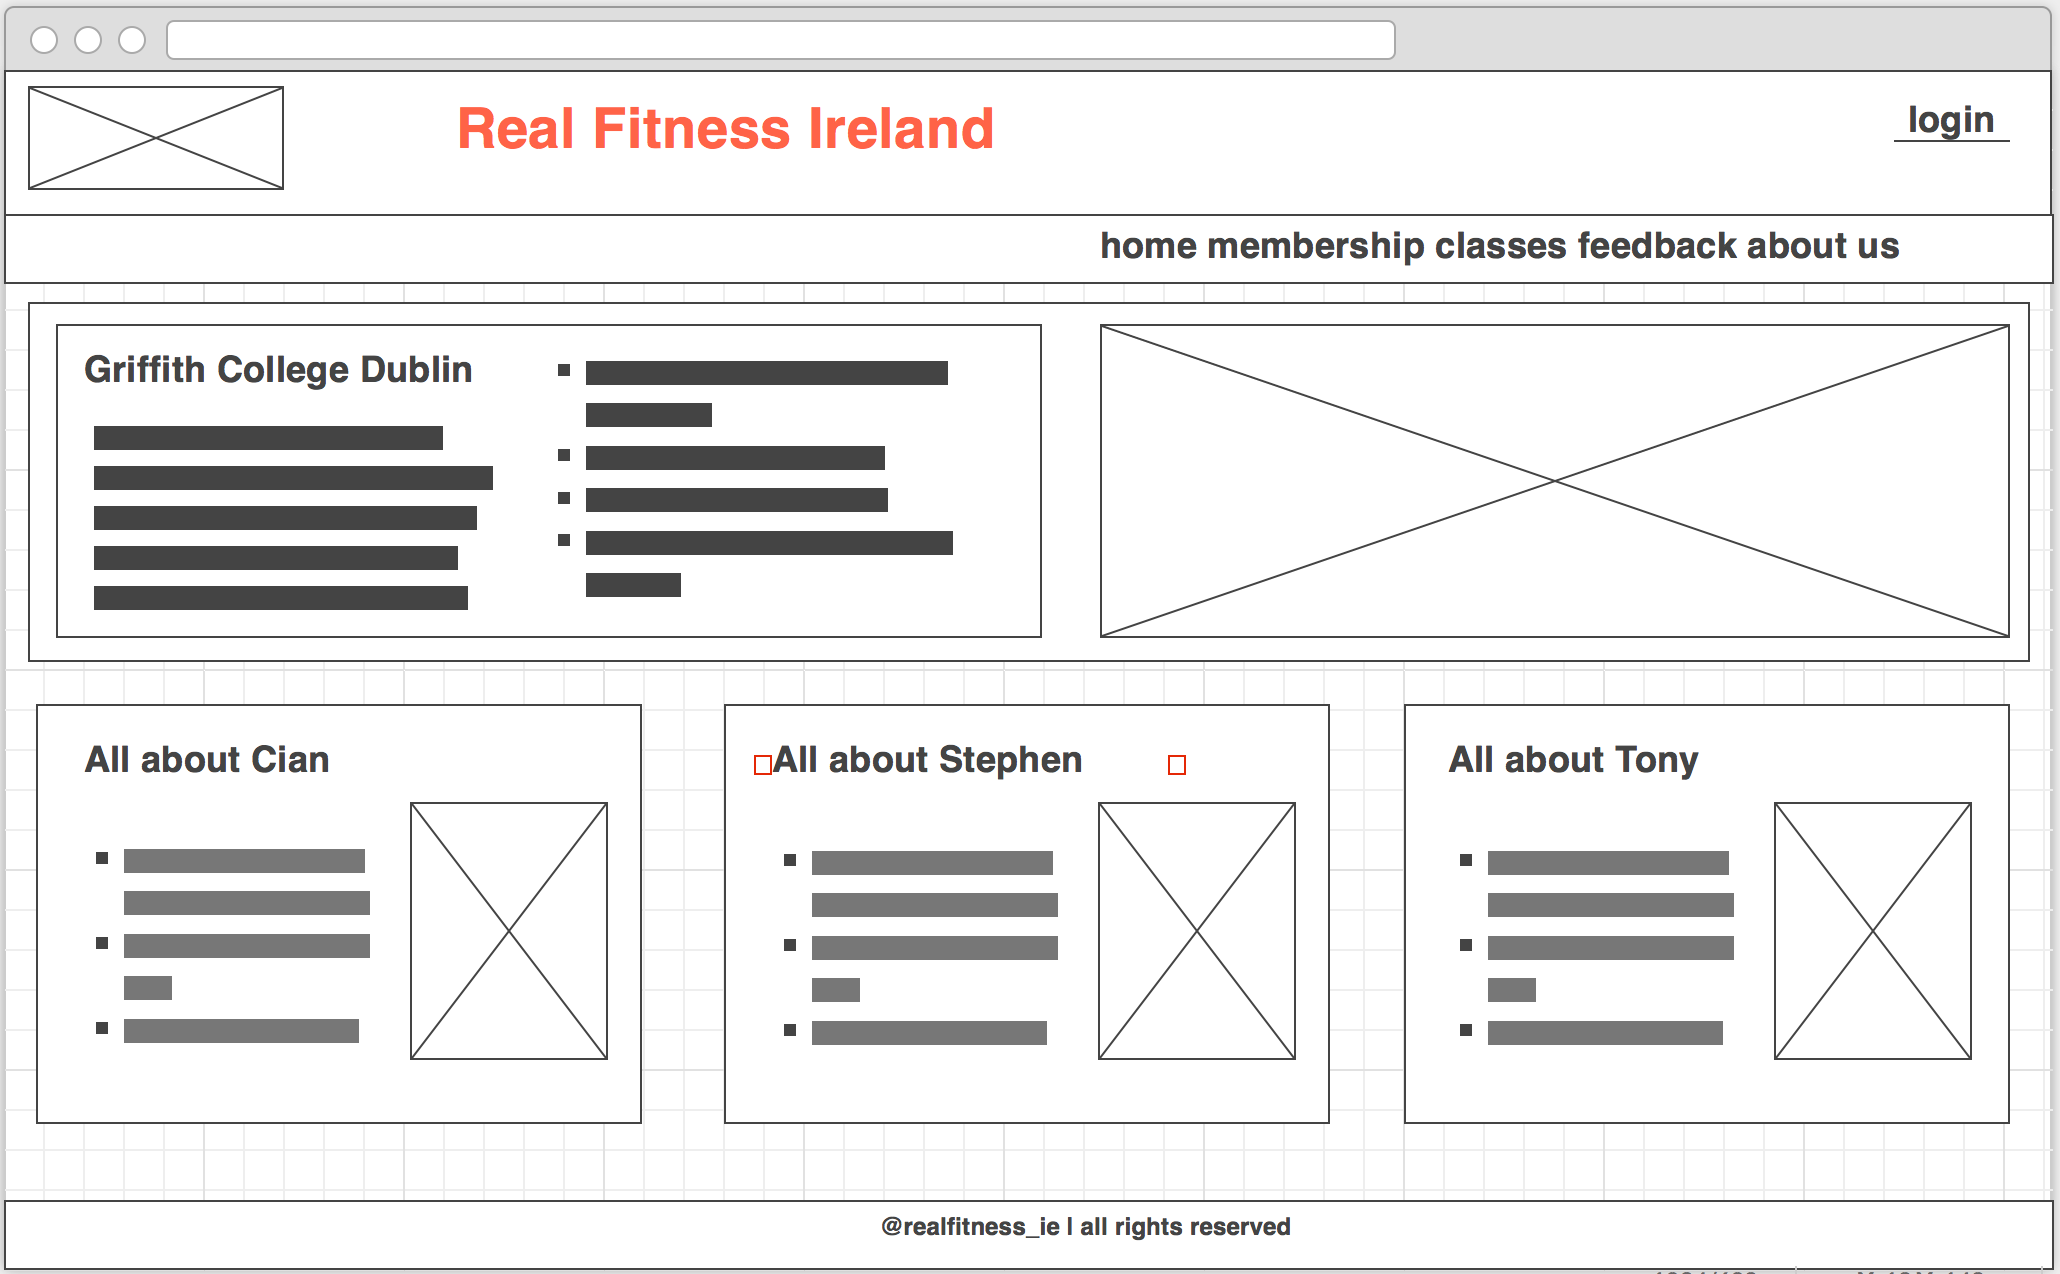 Real Fitness Ireland
login
home membership classes feedback about us
Griffith College Dublin
All about Cian
All about Stephen
All about Tony
@realfitness_ie | all rights reserved